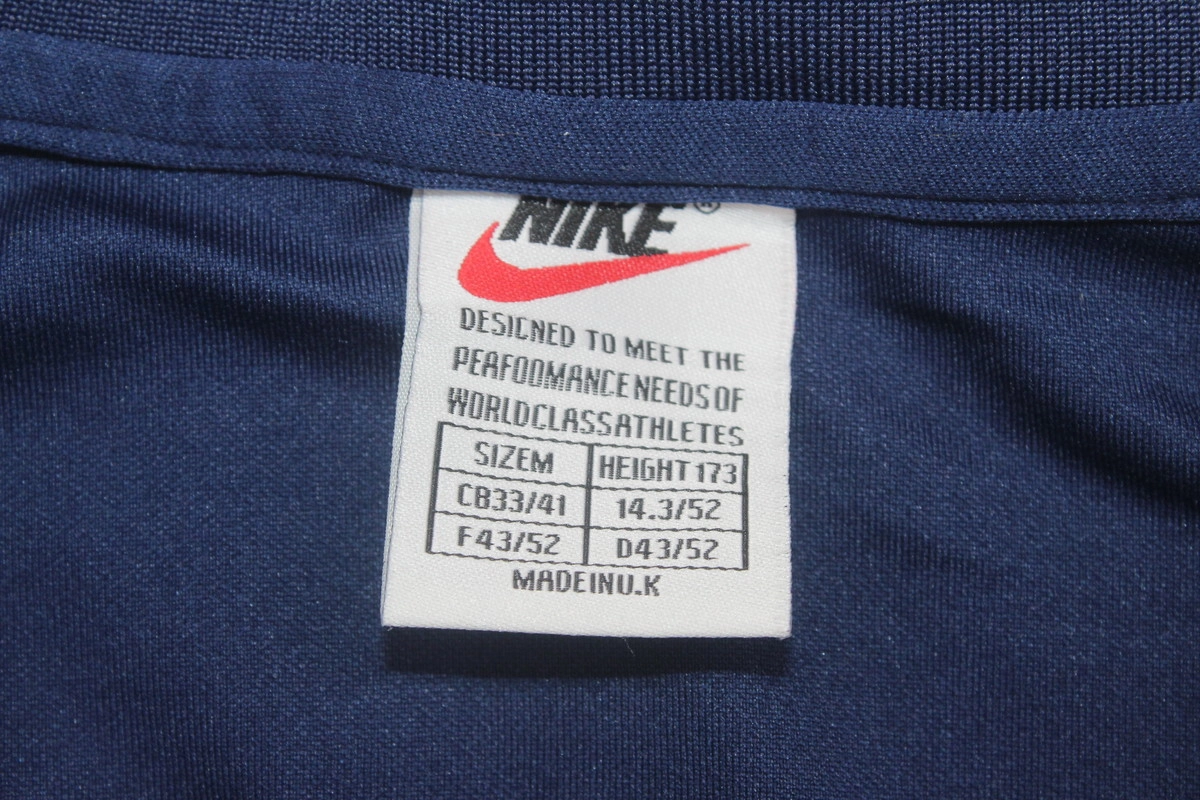 NIKE®
DESICNED TO MEET THE
PEAFOOMANCE NEEDS OF
WORLDCLASSATHLETES
SIZEM HEIGHT 173
CB33/41 14.3/52
F43/52 D43/52
MADEINU.K